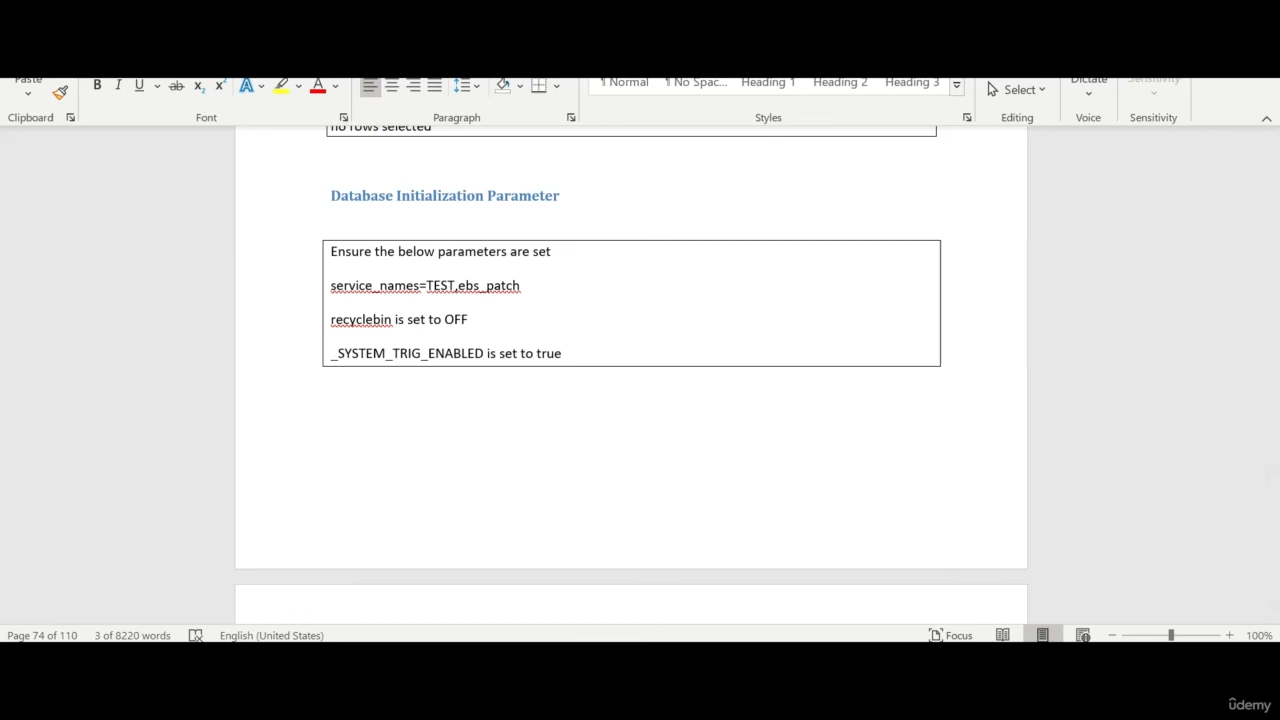 Paste
B I U ab x₂ x² A A
Normal No Spac... Heading 1 Heading 2 Heading 3
Select
Dictate
Sensitivity
Clipboard Font Paragraph Styles Editing Voice Sensitivity
no rows selected
Database Initialization Parameter
Ensure the below parameters are set
service_names=TEST,ebs_patch
recyclebin is set to OFF
_SYSTEM_TRIG_ENABLED is set to true
Page 74 of 110 3 of 8220 words English (United States) Focus 100%
ûdemy